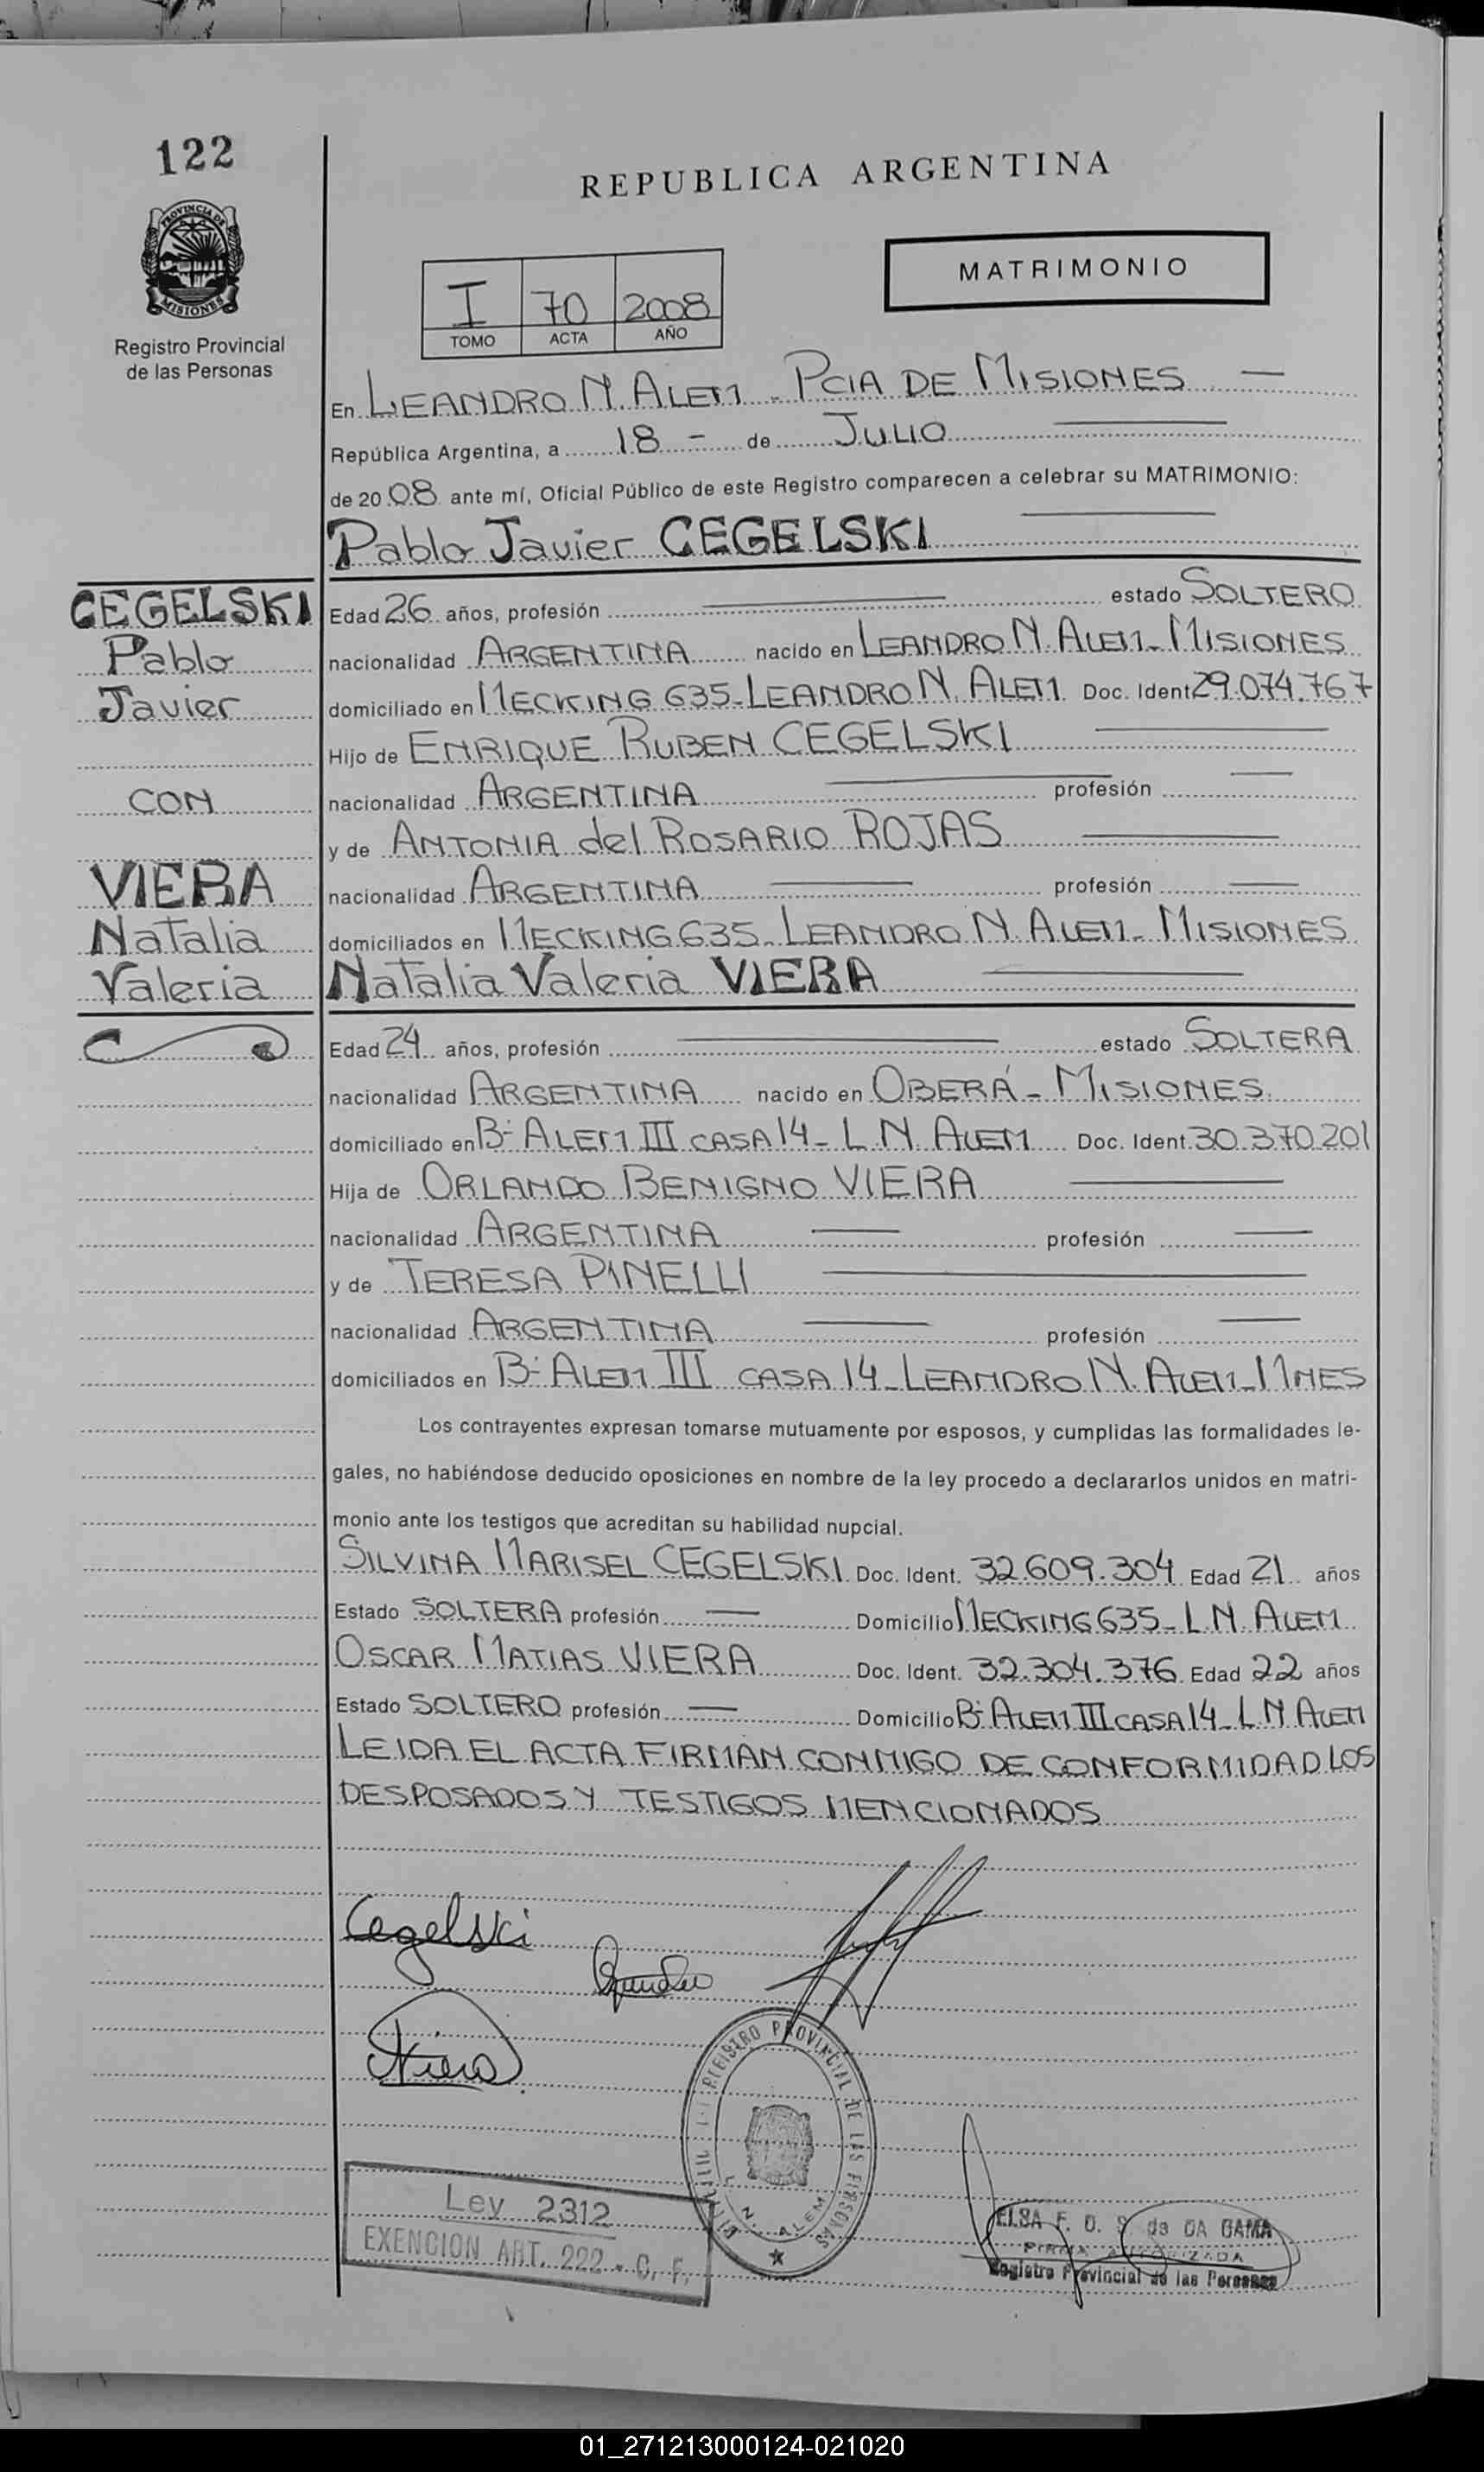 122
PROVINCIA DE
MISIONES
Registro Provincial
de las Personas
REPUBLICA ARGENTINA
MATRIMONIO
I 70 2008
TOMO ACTA AÑO
En LEANDRO N. ALEM - PCIA DE MISIONES
República Argentina, a 18 - de JULIO
de 20 08 ante mí, Oficial Público de este Registro comparecen a celebrar su MATRIMONIO:
Pablo Javier CEGELSKI
CEGELSKI
Pablo
Javier
CON
VIERA
Natalia
Valeria
Edad 26 años, profesión estado SOLTERO
nacionalidad ARGENTINA nacido en LEANDRO N. ALEM - MISIONES
domiciliado en MECKING 635 - LEANDRO N. ALEM Doc. Ident. 29.074.767
Hijo de ENRIQUE RUBEN CEGELSKI
nacionalidad ARGENTINA profesión
y de ANTONIA del ROSARIO ROJAS
nacionalidad ARGENTINA profesión
domiciliados en MECKING 635 - LEANDRO N. ALEM - MISIONES
Natalia Valeria VIERA
Edad 24 años, profesión estado SOLTERA
nacionalidad ARGENTINA nacido en OBERÁ - MISIONES
domiciliado en B: ALEM III CASA 14 - L. N. ALEM Doc. Ident. 30.370.201
Hija de ORLANDO BENIGNO VIERA
nacionalidad ARGENTINA profesión
y de TERESA PINELLI
nacionalidad ARGENTINA profesión
domiciliados en B: ALEM III CASA 14 - LEANDRO N. ALEM - MNES
Los contrayentes expresan tomarse mutuamente por esposos, y cumplidas las formalidades le-
gales, no habiéndose deducido oposiciones en nombre de la ley procedo a declararlos unidos en matri-
monio ante los testigos que acreditan su habilidad nupcial.
SILVINA MARISEL CEGELSKI Doc. Ident. 32.609.304 Edad 21 años
Estado SOLTERA profesión Domicilio MECKING 635 - L. N. ALEM
OSCAR MATIAS VIERA Doc. Ident. 32.304.376 Edad 22 años
Estado SOLTERO profesión Domicilio B: ALEM III CASA 14 - L. N ALEM
LEIDA EL ACTA FIRMAN CONMIGO DE CONFORMIDAD LOS
DESPOSADOS Y TESTIGOS MENCIONADOS
Cegelski
Viera
REGISTRO PROVINCIAL DE LAS PERSONAS
L. N. ALEM
Ley 2312
EXENCION ART. 222 - C. F.
ELSA F. D. S. de DA GAMA
FIRMA AUTORIZADA
Registro Provincial de las Personas
01_271213000124-021020